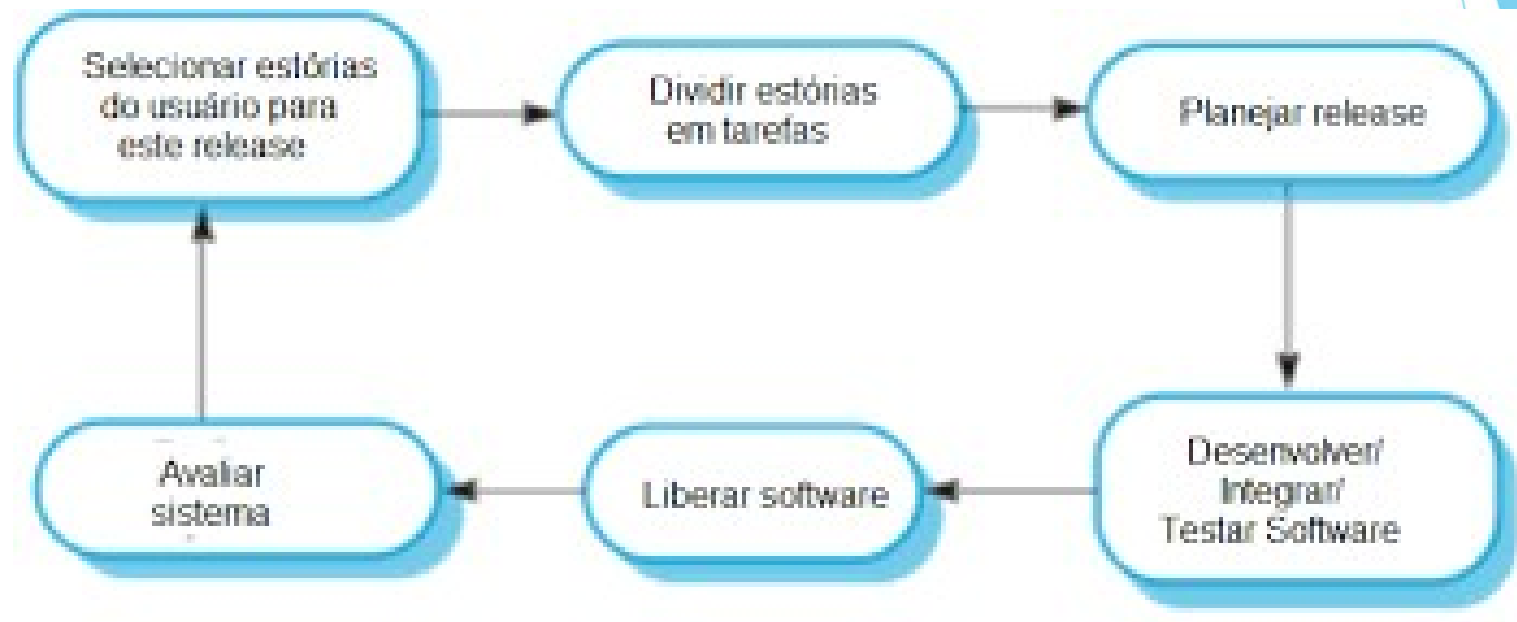 Selecionar estórias
do usuário para
este release
Dividir estórias
em tarefas
Planejar release
Desenvolver/
Integrar/
Testar Software
Liberar software
Avaliar
sistema